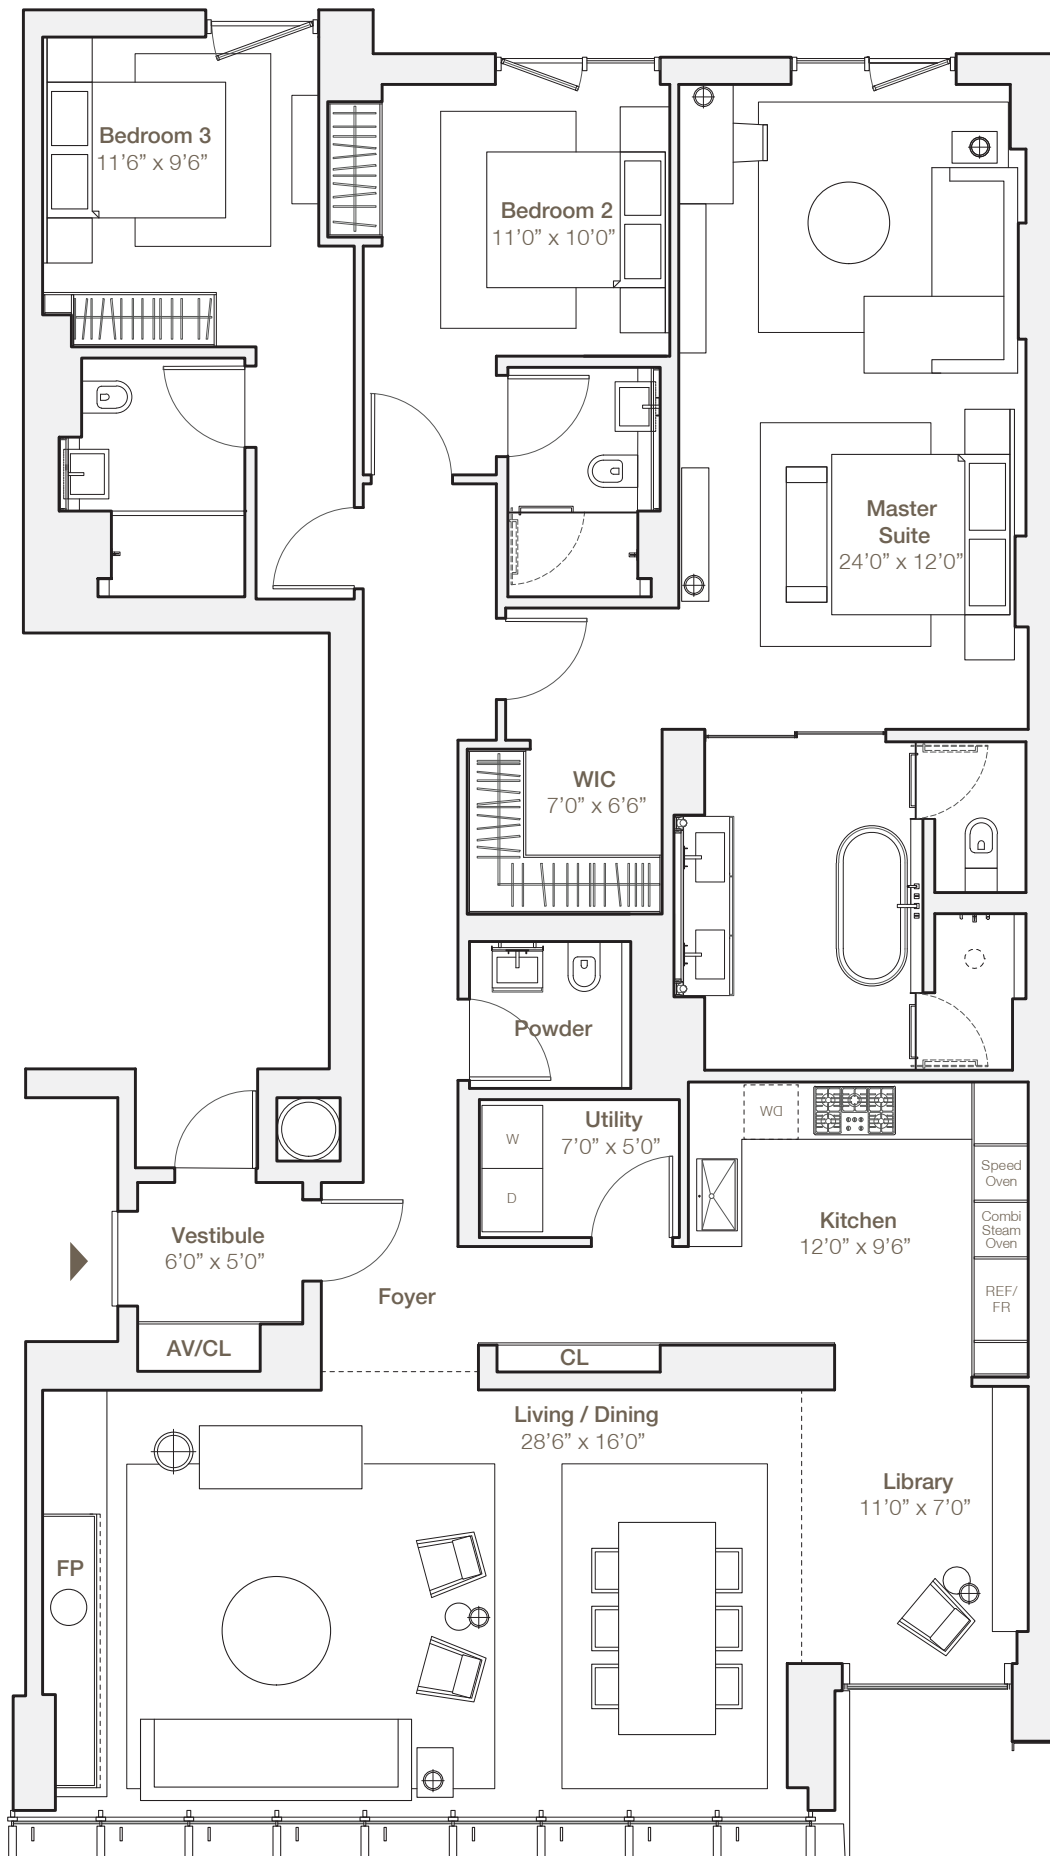 Bedroom 3
11’6” x 9’6”
Bedroom 2
11’0” x 10’0”
Master
Suite
24’0” x 12’0”
WIC
7’0” x 6’6”
Powder
Utility
7’0” x 5’0”
W
D
WD
Speed
Oven
Combi
Steam
Oven
REF/
FR
Kitchen
12’0” x 9’6”
Vestibule
6’0” x 5’0”
Foyer
AV/CL
CL
Living / Dining
28’6” x 16’0”
Library
11’0” x 7’0”
FP